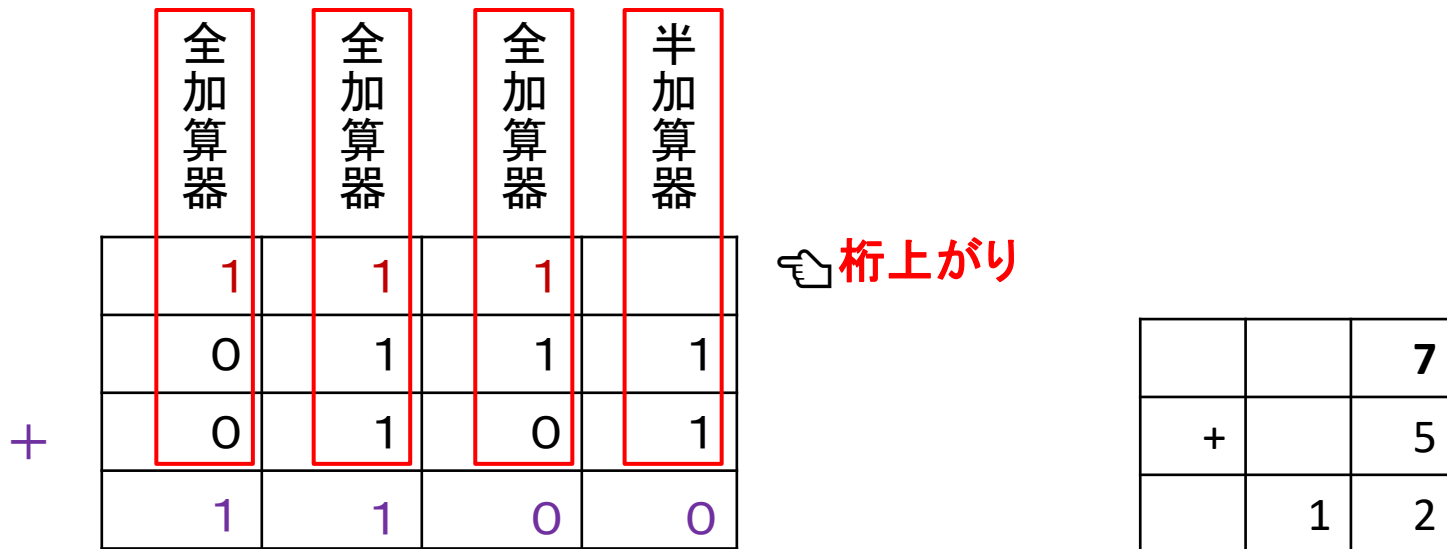 全加算器 全加算器 全加算器 半加算器
1 1 1 👈桁上がり
0 1 1 1
+ 0 1 0 1
1 1 0 0
7
+ 5
1 2